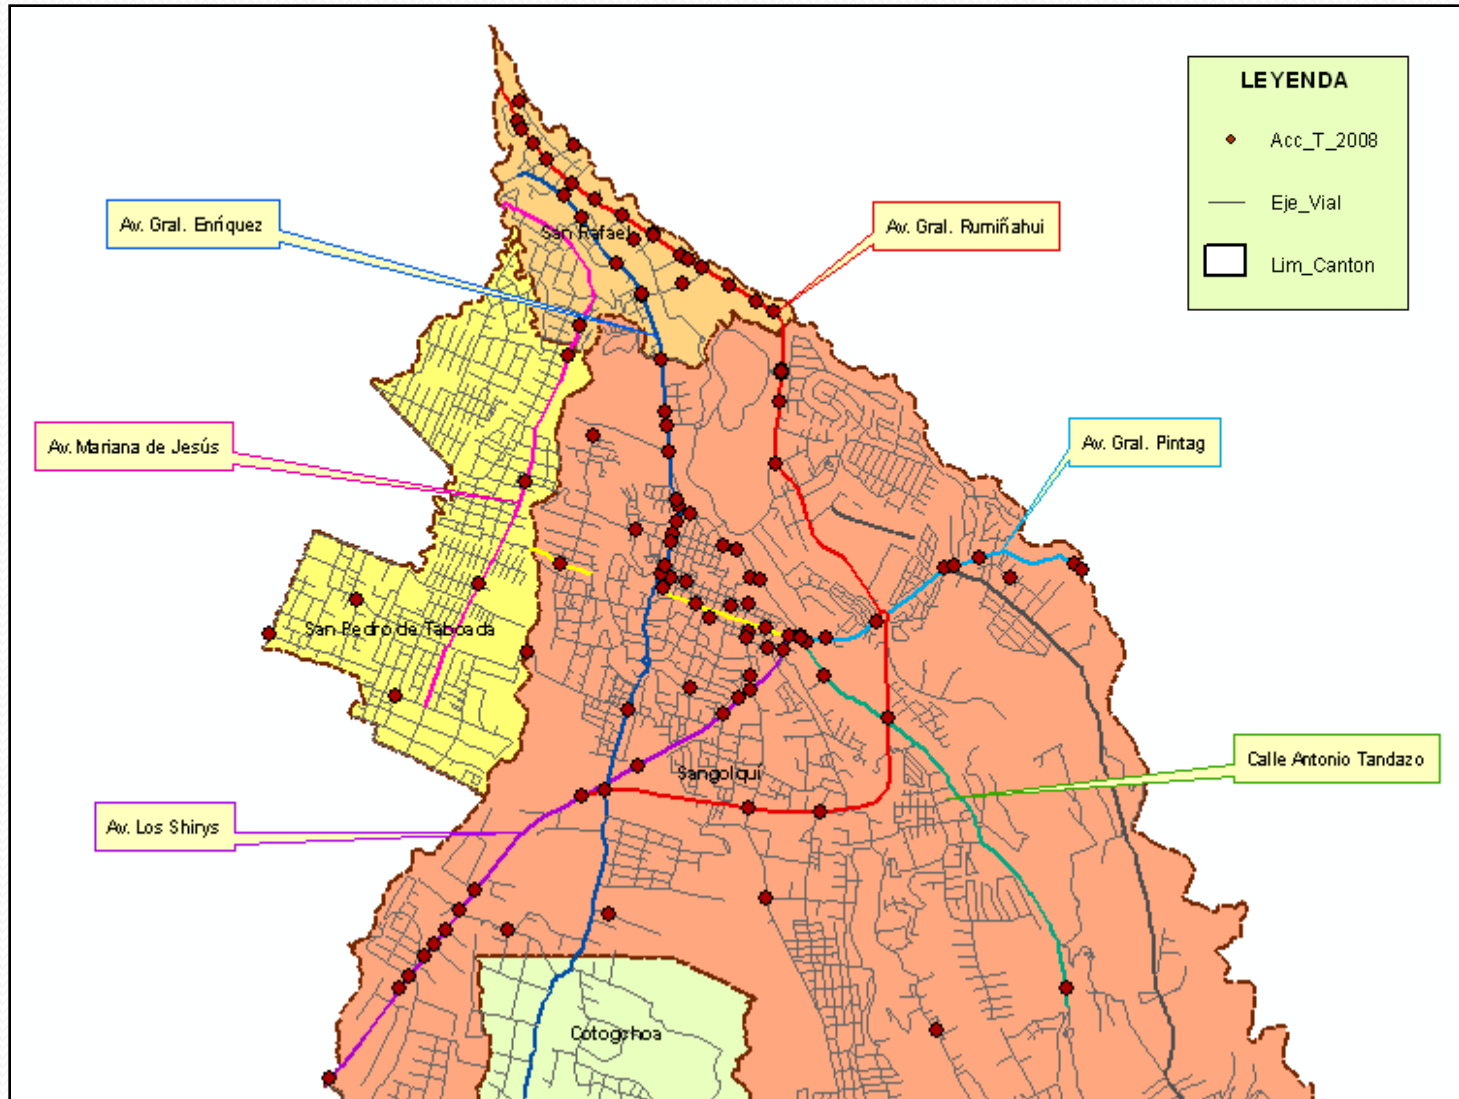 LEYENDA
Acc_T_2008
Eje_Vial
Lim_Canton
Av. Gral. Enríquez
Av. Gral. Rumiñahui
San Rafael
Av. Mariana de Jesús
Av. Gral. Pintag
San Pedro de Taboada
Calle Antonio Tandazo
Sangolquí
Av. Los Shirys
Cotogchoa